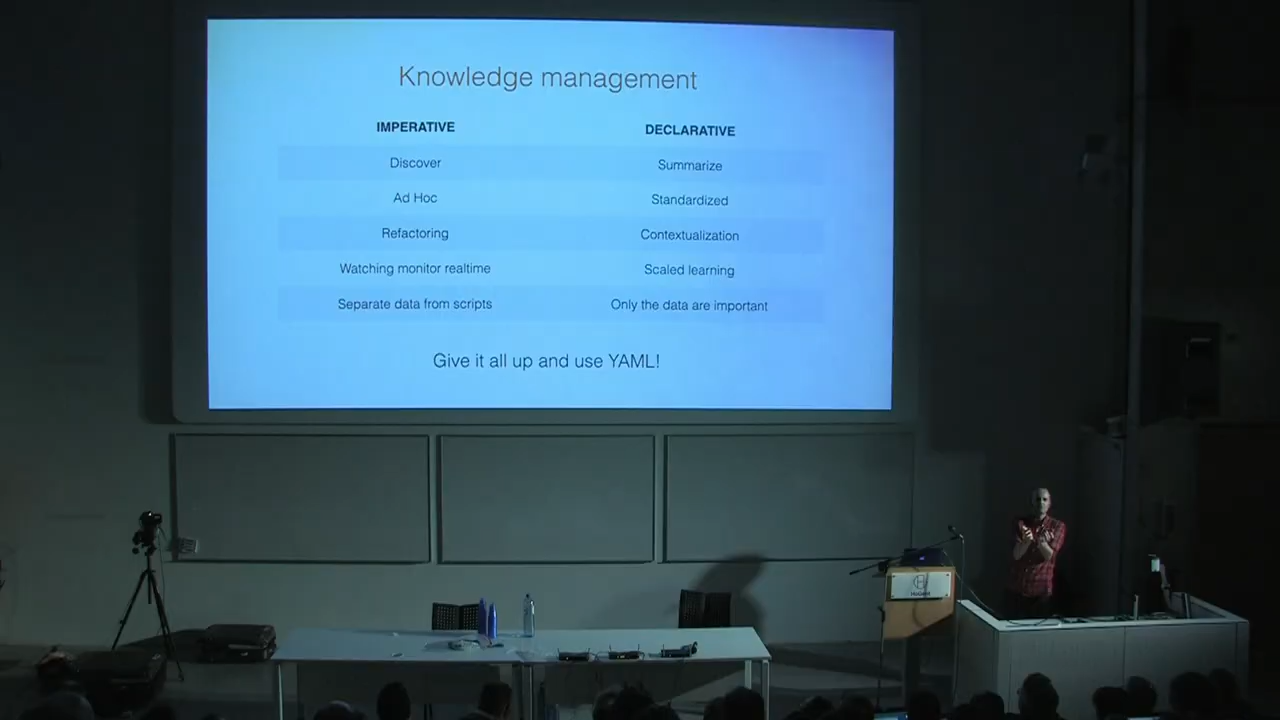 Knowledge management
IMPERATIVE DECLARATIVE
Discover Summarize
Ad Hoc Standardized
Refactoring Contextualization
Watching monitor realtime Scaled learning
Separate data from scripts Only the data are important
Give it all up and use YAML!